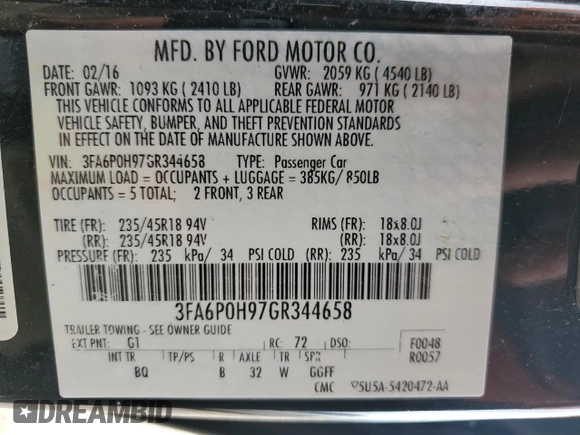 MFD. BY FORD MOTOR CO.
DATE: 02/16 GVWR: 2059 KG ( 4540 LB)
FRONT GAWR: 1093 KG ( 2410 LB) REAR GAWR: 971 KG ( 2140 LB)
THIS VEHICLE CONFORMS TO ALL APPLICABLE FEDERAL MOTOR
VEHICLE SAFETY, BUMPER, AND THEFT PREVENTION STANDARDS
IN EFFECT ON THE DATE OF MANUFACTURE SHOWN ABOVE.
VIN: 3FA6P0H97GR344658 TYPE: Passenger Car
MAXIMUM LOAD = OCCUPANTS + LUGGAGE = 385KG/ 850LB
OCCUPANTS = 5 TOTAL; 2 FRONT, 3 REAR
TIRE (FR): 235/45R18 94V RIMS (FR): 18x8.0J
(RR): 235/45R18 94V (RR): 18x8.0J
PRESSURE (FR): 235 kPa/ 34 PSI COLD (RR): 235 kPa/ 34 PSI COLD
3FA6P0H97GR344658
TRAILER TOWING - SEE OWNER GUIDE
EXT PNT: G1 RC: 72 DSO: F0048
R0057
INT TR TP/PS R AXLE TR SPR
BQ B 32 W GGFF
CMC 5U5A-5420472-AA
DREAMBID